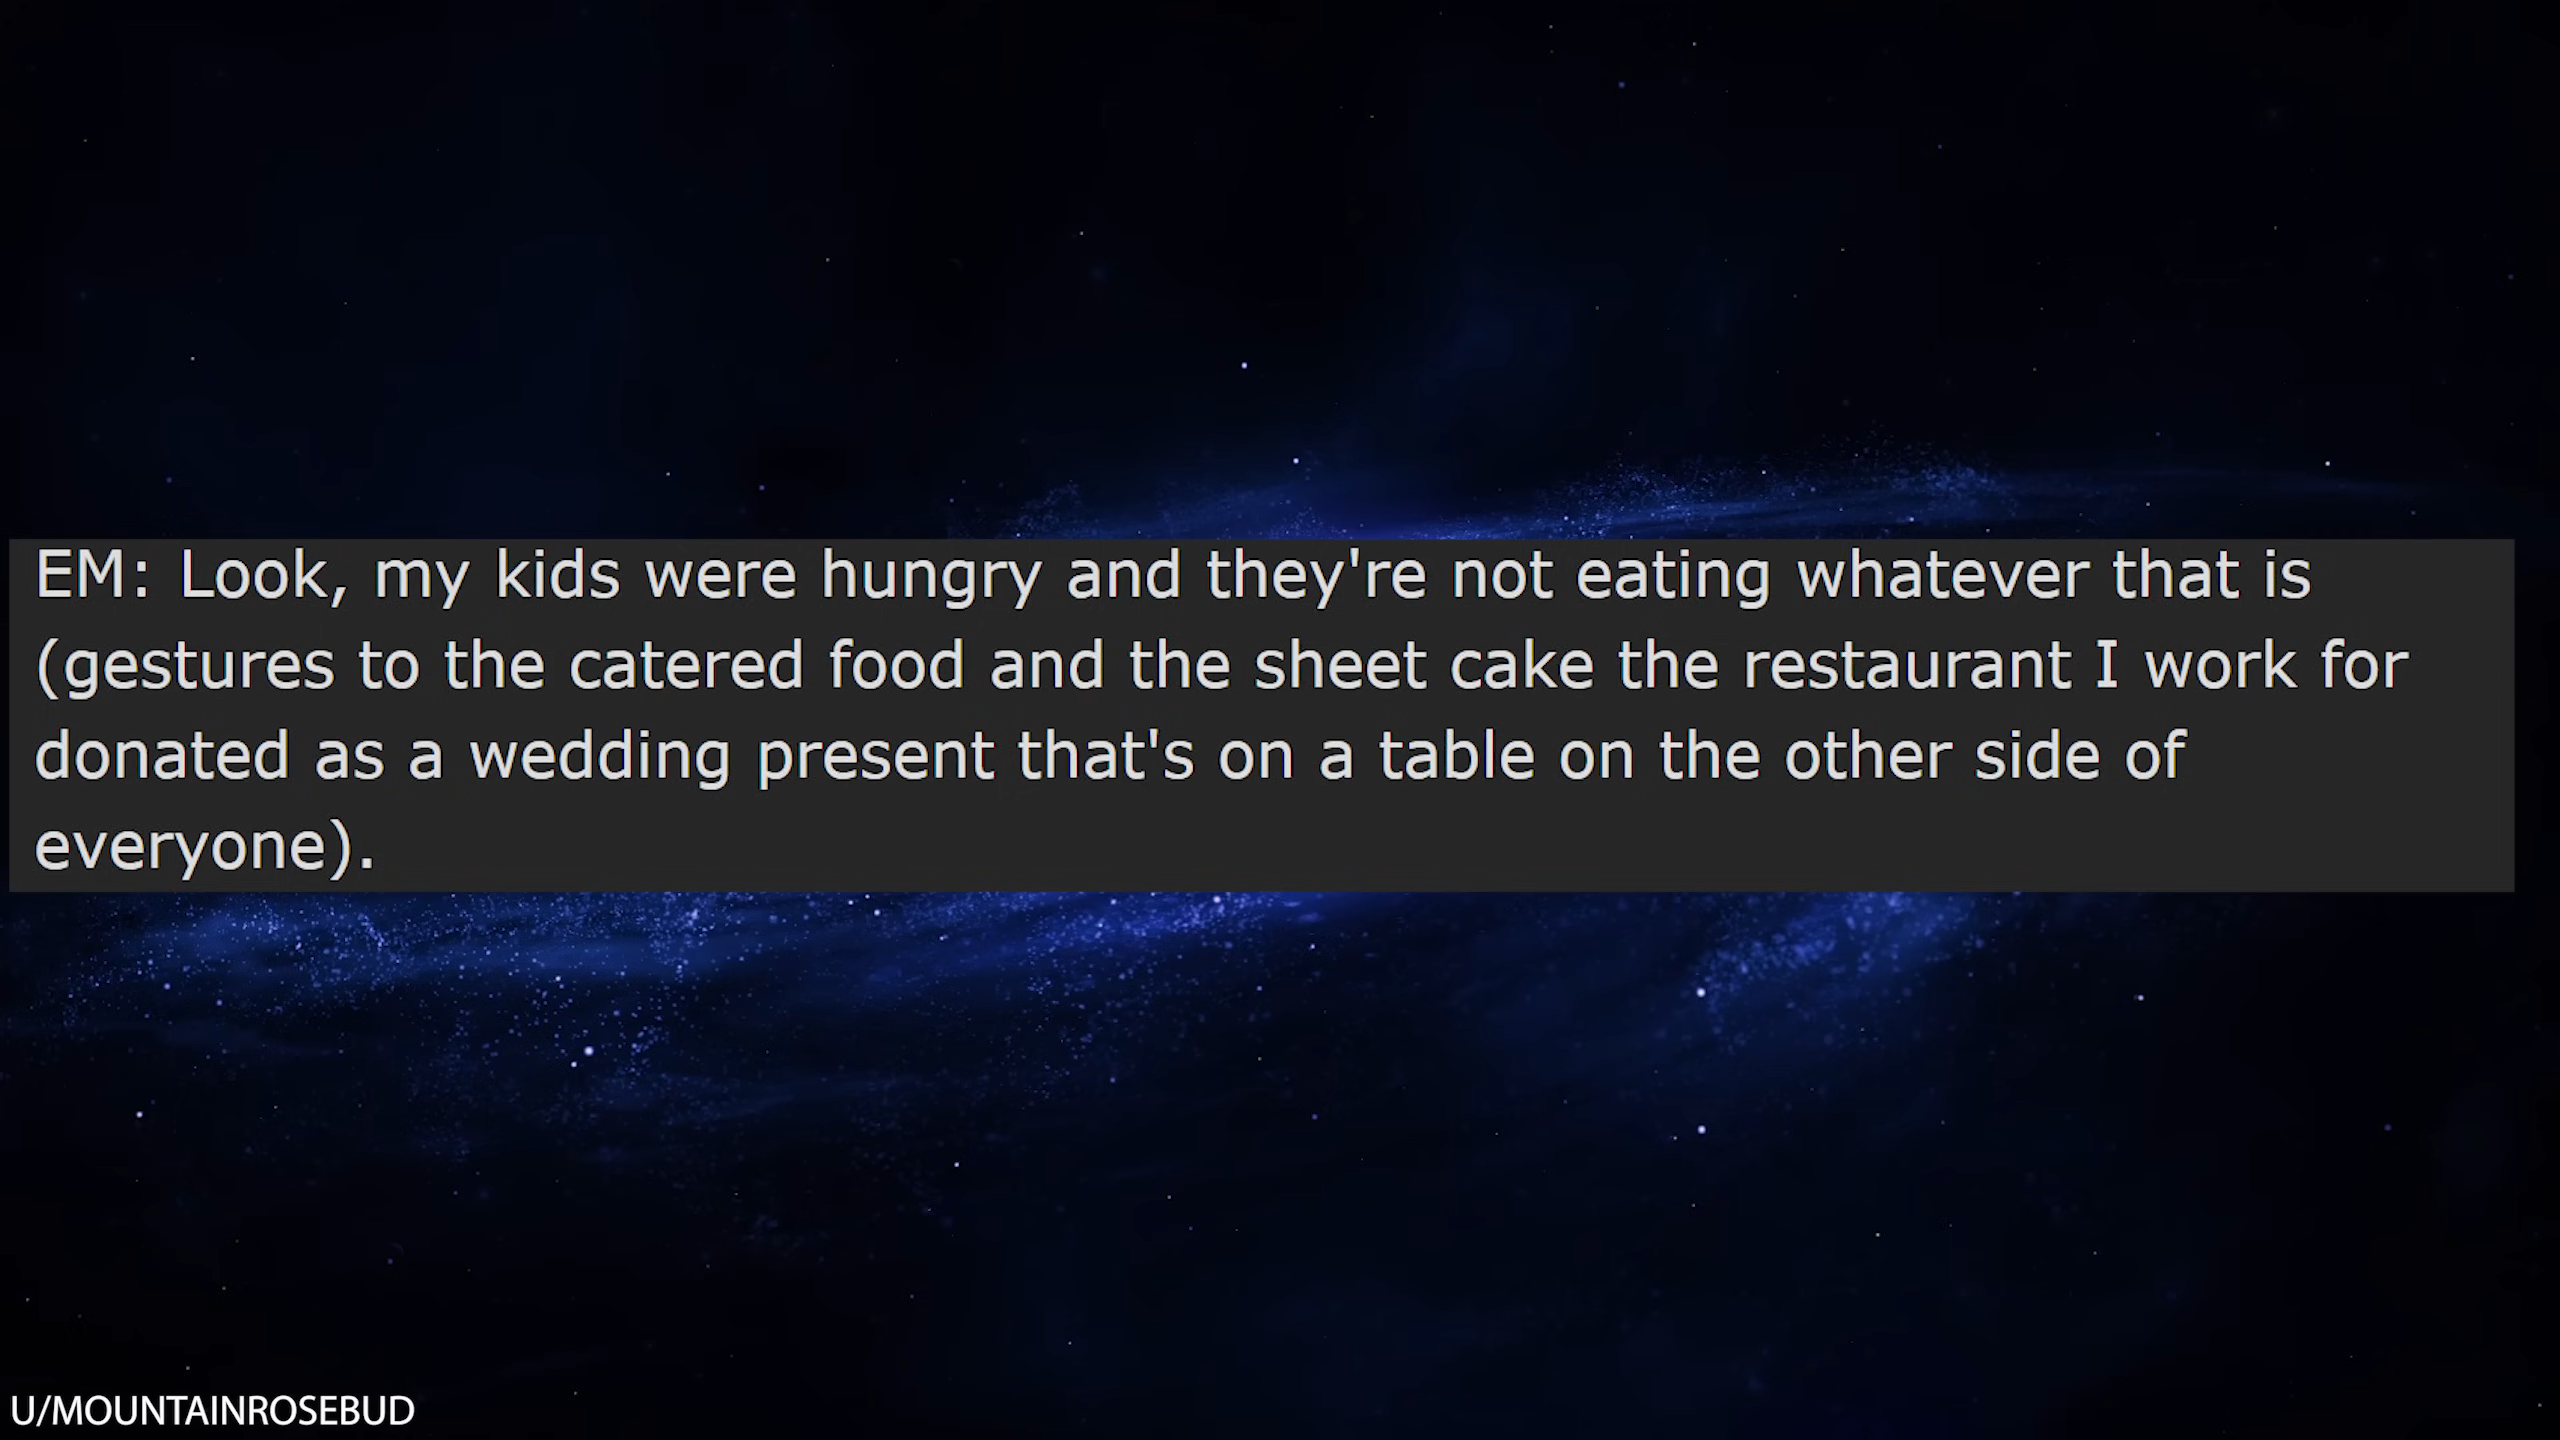 EM: Look, my kids were hungry and they're not eating whatever that is
(gestures to the catered food and the sheet cake the restaurant I work for
donated as a wedding present that's on a table on the other side of
everyone).
U/MOUNTAINROSEBUD